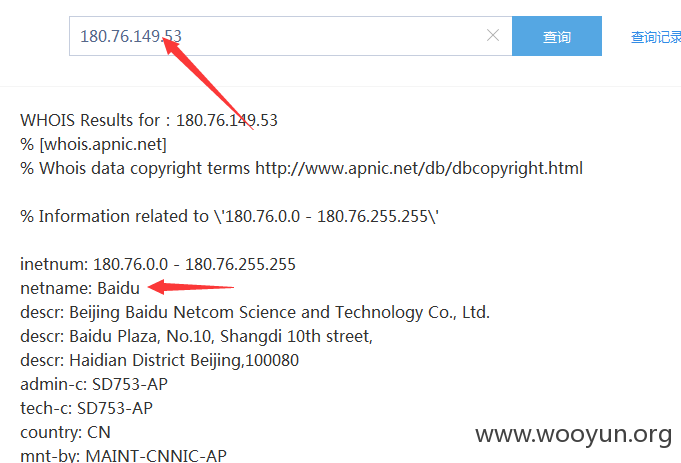 180.76.149.53
查询
查询记录
WHOIS Results for : 180.76.149.53
% [whois.apnic.net]
% Whois data copyright terms http://www.apnic.net/db/dbcopyright.html
% Information related to \'180.76.0.0 - 180.76.255.255\'
inetnum: 180.76.0.0 - 180.76.255.255
netname: Baidu
descr: Beijing Baidu Netcom Science and Technology Co., Ltd.
descr: Baidu Plaza, No.10, Shangdi 10th street,
descr: Haidian District Beijing,100080
admin-c: SD753-AP
tech-c: SD753-AP
country: CN
mnt-by: MAINT-CNNIC-AP
www.wooyun.org